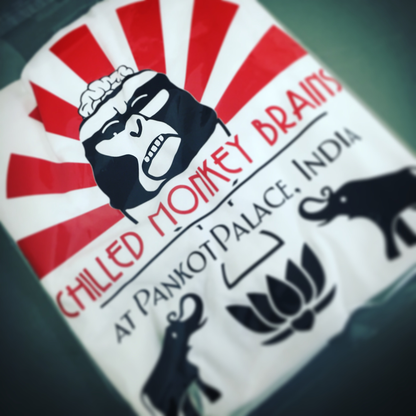 CHILLED MONKEY BRAINS
AT PANKOT PALACE, INDIA